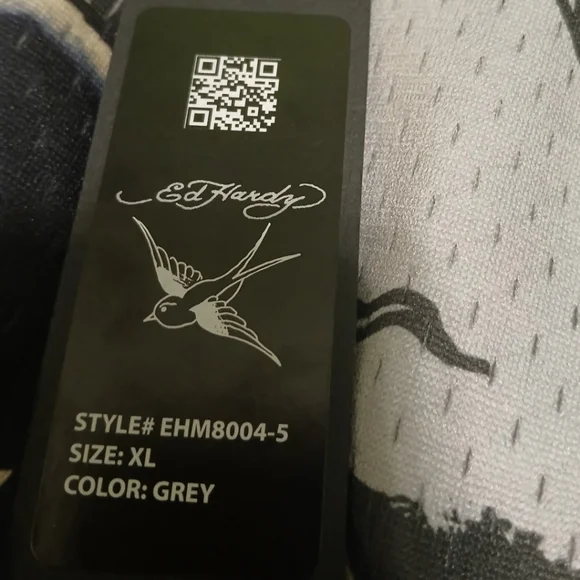 Ed Hardy
STYLE# EHM8004-5
SIZE: XL
COLOR: GREY